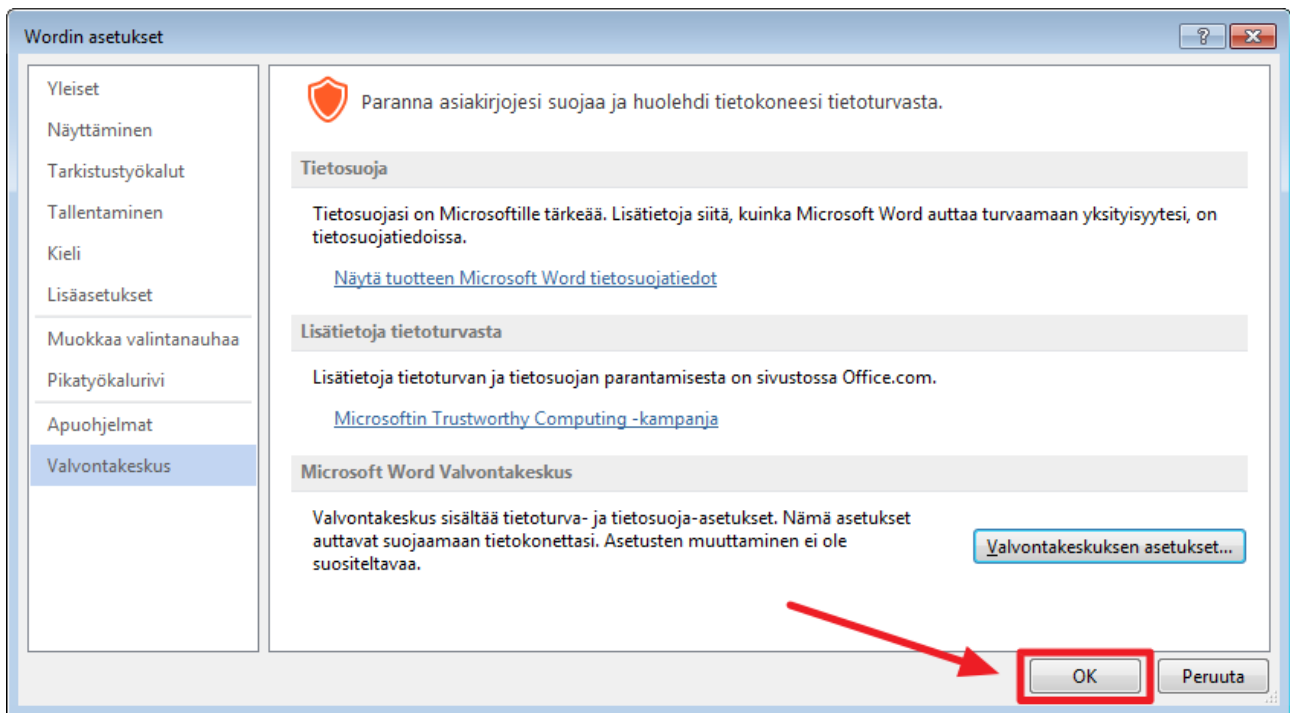 Wordin asetukset
Yleiset
Näyttäminen
Tarkistustyökalut
Tallentaminen
Kieli
Lisäasetukset
Muokkaa valintanauhaa
Pikatyökalurivi
Apuohjelmat
Valvontakeskus
Paranna asiakirjojesi suojaa ja huolehdi tietokoneesi tietoturvasta.
Tietosuoja
Tietosuojasi on Microsoftille tärkeää. Lisätietoja siitä, kuinka Microsoft Word auttaa turvaamaan yksityisyytesi, on
tietosuojatiedoissa.
Näytä tuotteen Microsoft Word tietosuojatiedot
Lisätietoja tietoturvasta
Lisätietoja tietoturvan ja tietosuojan parantamisesta on sivustossa Office.com.
Microsoftin Trustworthy Computing -kampanja
Microsoft Word Valvontakeskus
Valvontakeskus sisältää tietoturva- ja tietosuoja-asetukset. Nämä asetukset
auttavat suojaamaan tietokonettasi. Asetusten muuttaminen ei ole
suositeltavaa.
Valvontakeskuksen asetukset...
OK
Peruuta